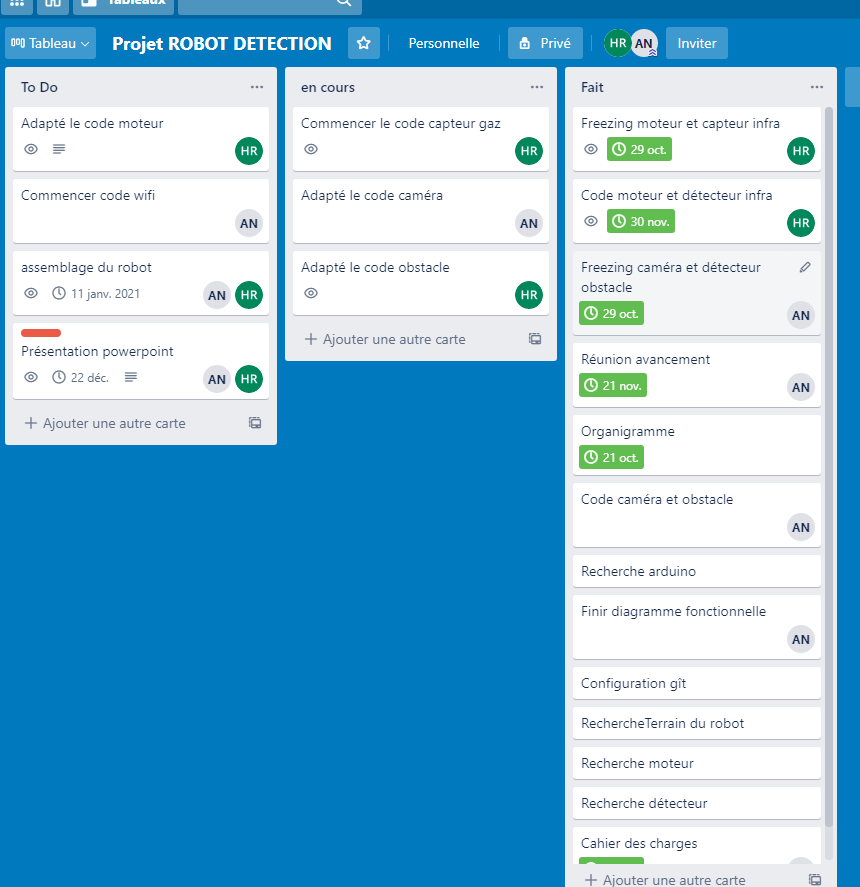 Tableaux
Tableau
Projet ROBOT DETECTION
Personnelle
Privé
HR
AN
Inviter
To Do
Adapté le code moteur
HR
Commencer code wifi
AN
assemblage du robot
11 janv. 2021
AN
HR
Présentation powerpoint
22 déc.
AN
HR
+ Ajouter une autre carte
en cours
Commencer le code capteur gaz
HR
Adapté le code caméra
AN
Adapté le code obstacle
HR
+ Ajouter une autre carte
Fait
Freezing moteur et capteur infra
29 oct.
HR
Code moteur et détecteur infra
30 nov.
HR
Freezing caméra et détecteur
obstacle
29 oct.
AN
Réunion avancement
21 nov.
AN
Organigramme
21 oct.
Code caméra et obstacle
AN
Recherche arduino
Finir diagramme fonctionnelle
AN
Configuration gît
RechercheTerrain du robot
Recherche moteur
Recherche détecteur
Cahier des charges
+ Ajouter une autre carte